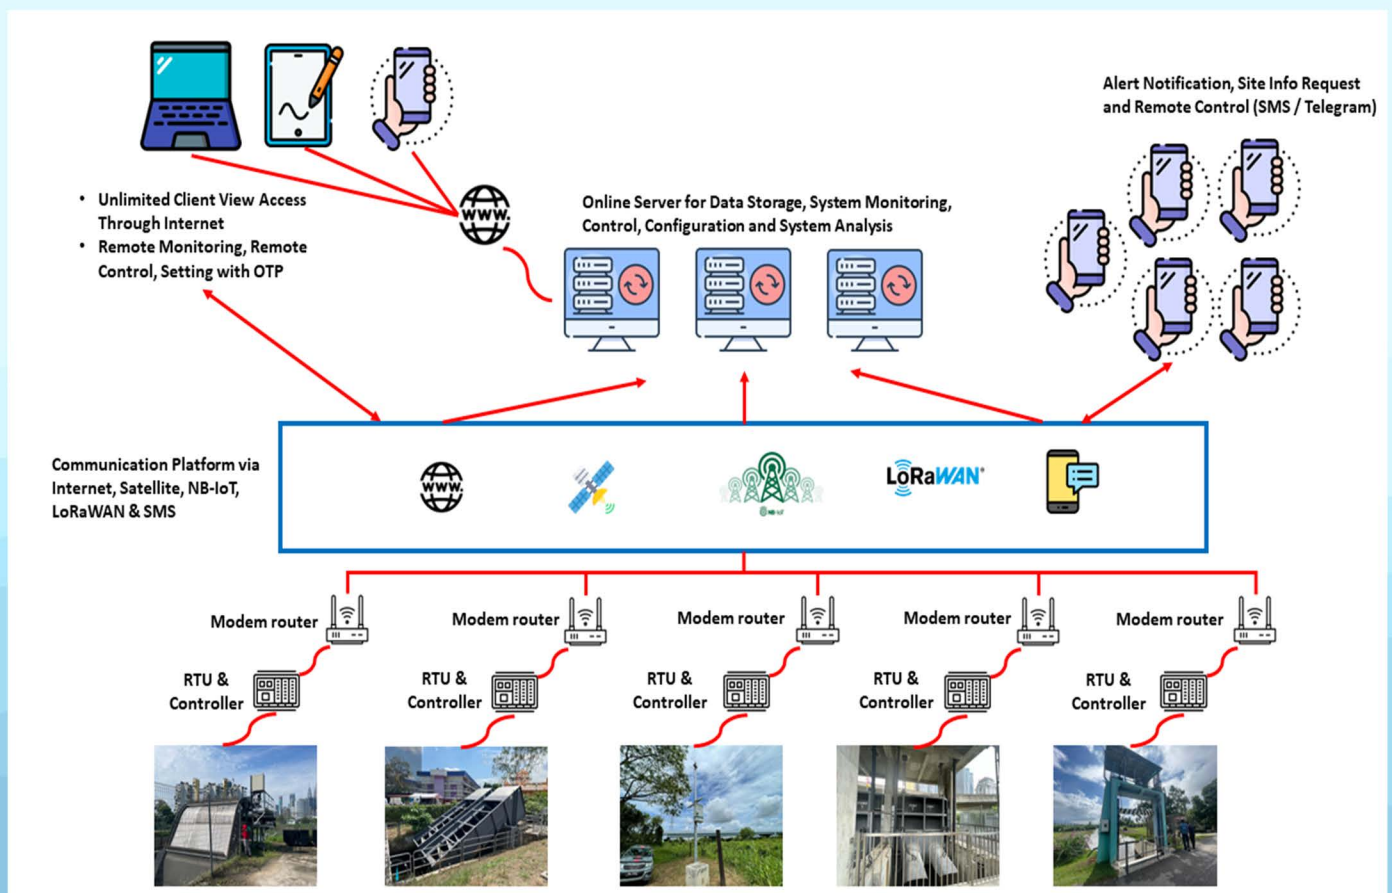 Alert Notification, Site Info Request
and Remote Control (SMS / Telegram)
• Unlimited Client View Access
Through Internet
• Remote Monitoring, Remote
Control, Setting with OTP
WWW.
Online Server for Data Storage, System Monitoring,
Control, Configuration and System Analysis
Communication Platform via
Internet, Satellite, NB-IoT,
LoRaWAN & SMS
WWW.
NB-IoT
LoRaWAN®
Modem router
Modem router
Modem router
Modem router
Modem router
RTU &
Controller
RTU &
Controller
RTU &
Controller
RTU &
Controller
RTU &
Controller